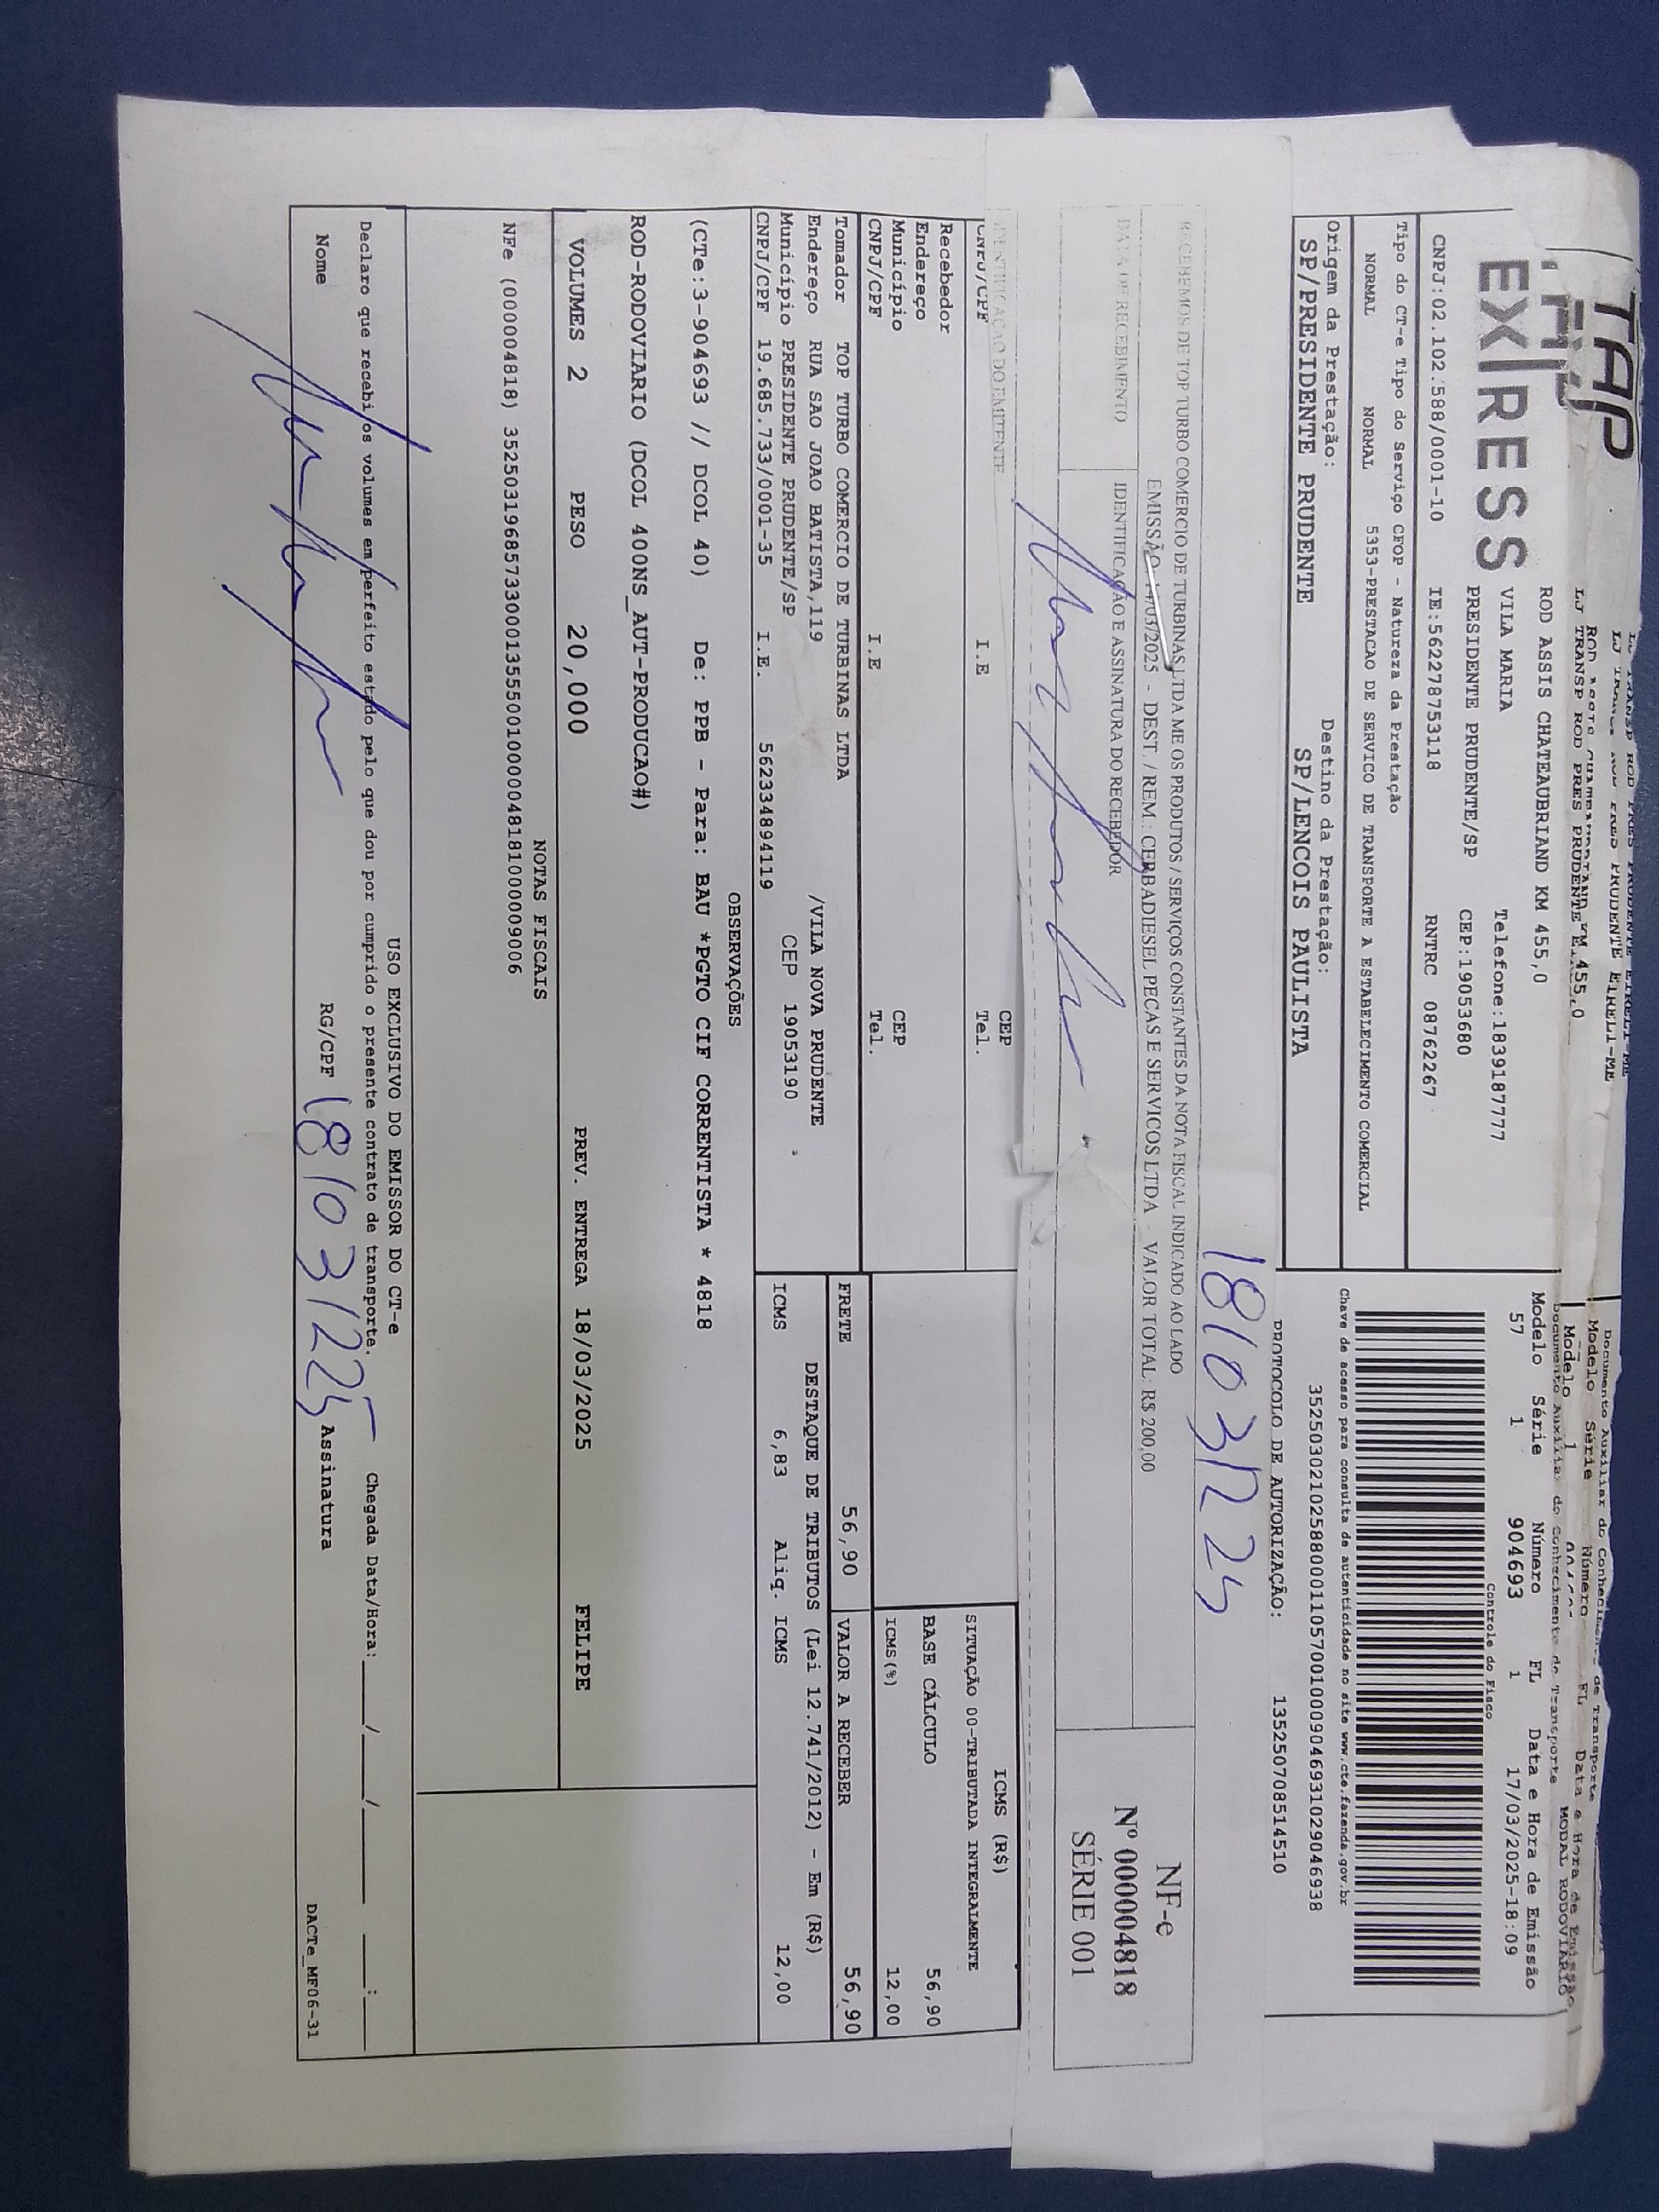 TAP
EX|RESS
LJ TRANSP ROD PRES PRUDENTE EIRELI-ME
ROD ASSIS CHATEAUBRIAND KM 455,0
VILA MARIA
Telefone:1839187777
PRESIDENTE PRUDENTE/SP CEP:19053680
CNPJ:02.102.588/0001-10 IE:562278753118 RNTRC 08762267
Documento Auxiliar do Conhecimento de Transporte
MODAL RODOVIARIO
Modelo Série Número FL Data e Hora de Emissão
57 1 904693 1 17/03/2025-18:09
Controle do Fisco
Tipo do CT-e Tipo do Serviço CFOP - Natureza da Prestação
NORMAL NORMAL 5353-PRESTACAO DE SERVICO DE TRANSPORTE A ESTABELECIMENTO COMERCIAL
Chave de acesso para consulta de autenticidade no site www.cte.fazenda.gov.br
35250302102588000110570010009046931029046938
Origem da Prestação: Destino da Prestação:
SP/PRESIDENTE PRUDENTE SP/LENCOIS PAULISTA
PROTOCOLO DE AUTORIZAÇÃO: 135250708514510
18/03/25
RECEBEMOS DE TOP TURBO COMERCIO DE TURBINAS LTDA ME OS PRODUTOS / SERVIÇOS CONSTANTES DA NOTA FISCAL INDICADO AO LADO
EMISSÃO: 14/03/2025 - DEST. / REM.: CERBADIESEL PECAS E SERVICOS LTDA - VALOR TOTAL: R$ 200,00
DATA DE RECEBIMENTO IDENTIFICAÇÃO E ASSINATURA DO RECEBEDOR
NF-e
Nº 000004818
SÉRIE 001
IDENTIFICAÇÃO DO EMITENTE
CNPJ/CPF I.E CEP
Tel.
Recebedor
Endereço
Município CEP
CNPJ/CPF I.E Tel.
ICMS (R$)
SITUAÇÃO 00-TRIBUTADA INTEGRALMENTE
BASE CÁLCULO 56,90
ICMS(%) 12,00
Tomador TOP TURBO COMERCIO DE TURBINAS LTDA
Endereço RUA SAO JOAO BATISTA,119 /VILA NOVA PRUDENTE
Município PRESIDENTE PRUDENTE/SP CEP 19053190
CNPJ/CPF 19.685.733/0001-35 I.E. 562334894119
FRETE 56,90 VALOR A RECEBER 56,90
DESTAQUE DE TRIBUTOS (Lei 12.741/2012) - Em (R$)
ICMS 6,83 Aliq. ICMS 12,00
OBSERVAÇÕES
(CTe:3-904693 // DCOL 40) De: PPB - Para: BAU *PGTO CIF CORRENTISTA * 4818
ROD-RODOVIARIO (DCOL 400NS_AUT-PRODUCAO#)
VOLUMES 2 PESO 20,000 PREV. ENTREGA 18/03/2025 FELIPE
NOTAS FISCAIS
NFe (000004818) 35250319685733000135550010000048181000009006
USO EXCLUSIVO DO EMISSOR DO CT-e
Declaro que recebi os volumes em perfeito estado pelo que dou por cumprido o presente contrato de transporte. Chegada Data/Hora:____/____/____ ____:____
Nome RG/CPF 18/03/225 Assinatura
DACTe_MF06-31